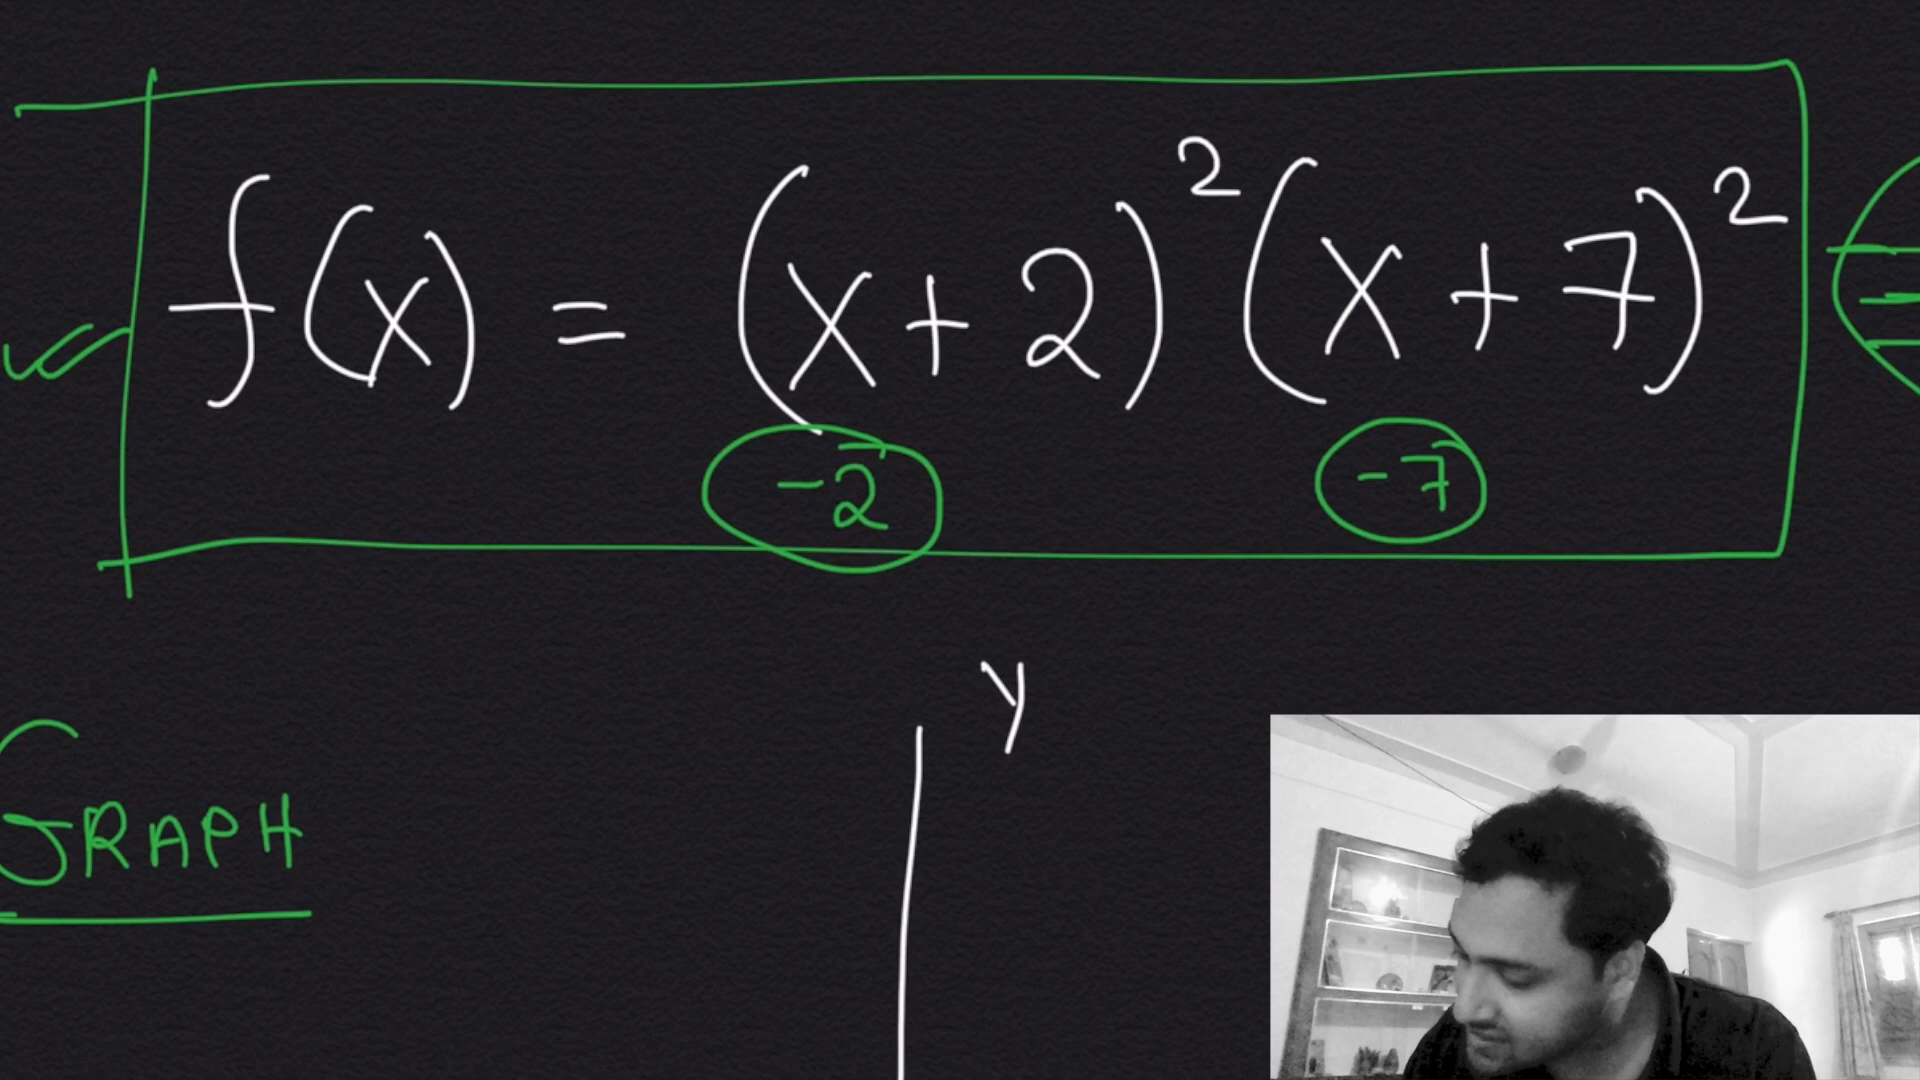 f(x) = (x+2)²(x+7)²
-2 -7
y
GRAPH